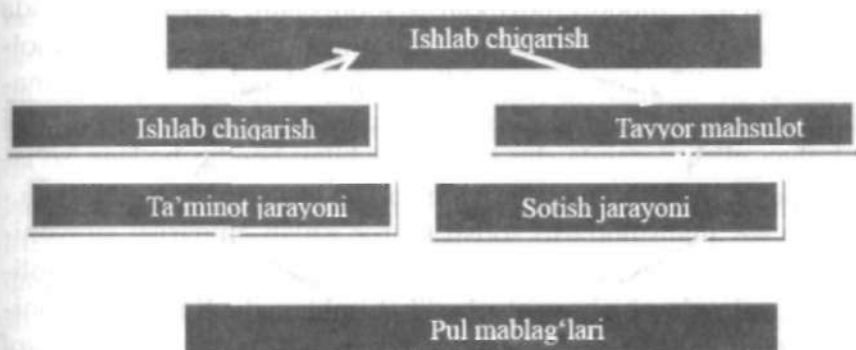 Ishlab chiqarish
Ishlab chiqarish
Tayyor mahsulot
Ta’minot jarayoni
Sotish jarayoni
Pul mablag‘lari